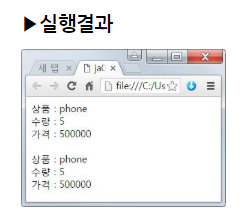 ▶실행결과
새 탭
file:///C:/Us
상품 : phone
수량 : 5
가격 : 500000
상품 : phone
수량 : 5
가격 : 500000